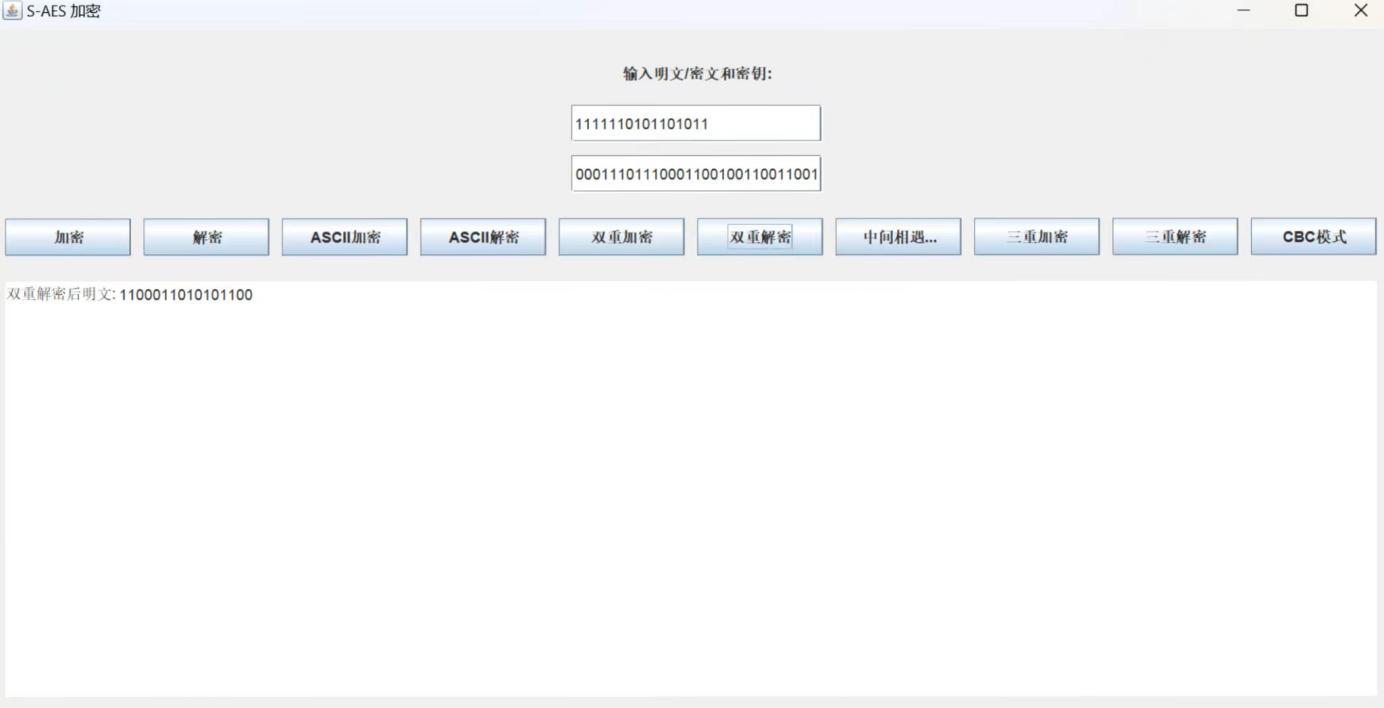 S-AES 加密
输入明文/密文和密钥:
1111110101101011
00011101110001100100110011001
加密 解密 ASCII加密 ASCII解密 双重加密 双重解密 中间相遇... 三重加密 三重解密 CBC模式
双重解密后明文: 1100011010101100